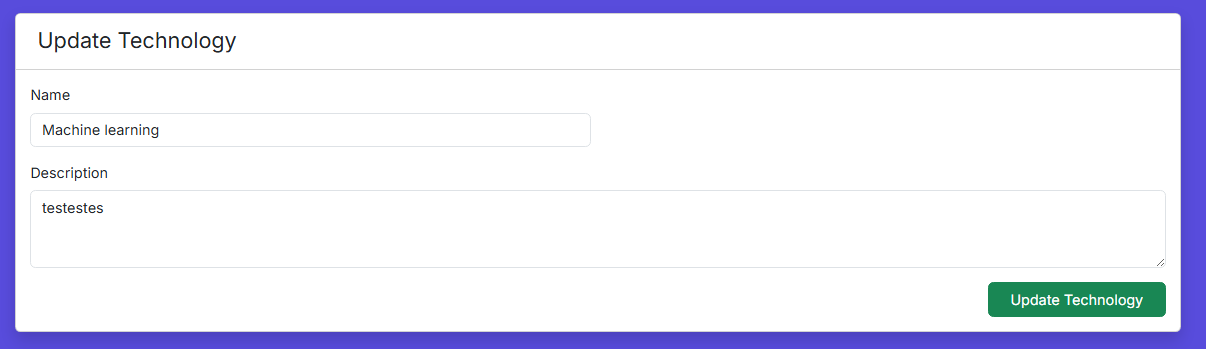 Update Technology
Name
Machine learning
Description
testestes
Update Technology